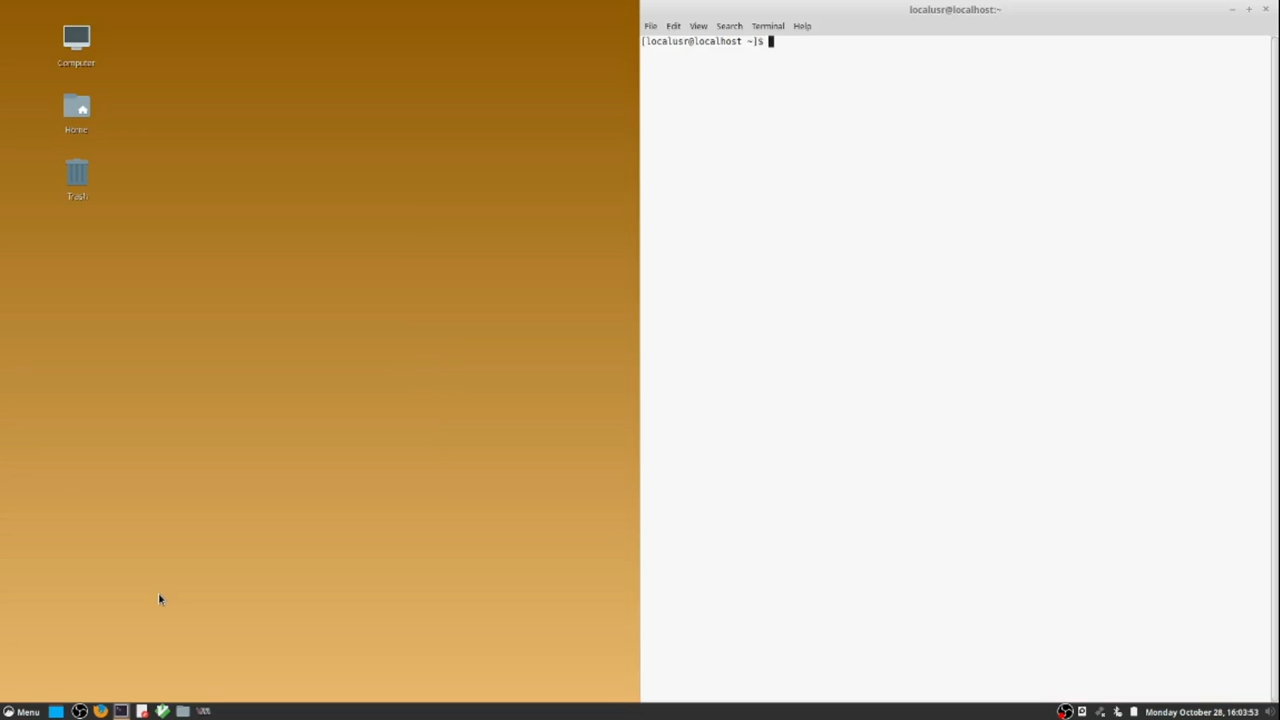 localusr@localhost:~
File Edit View Search Terminal Help
[localusr@localhost ~]$
Computer
Home
Trash
Menu
Monday October 28, 16:03:53